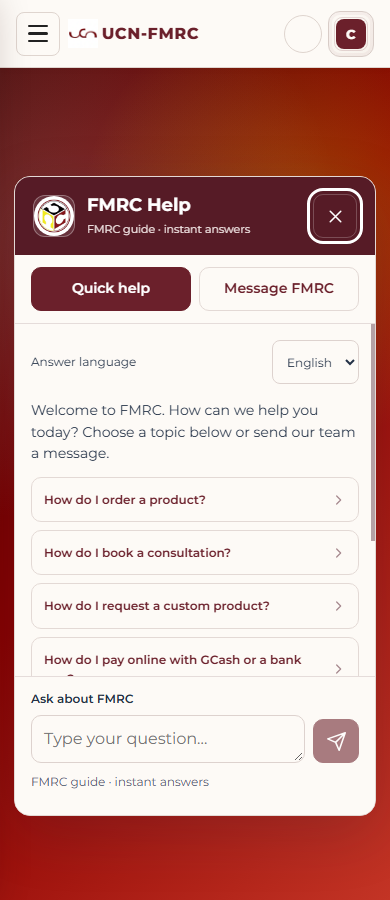 UCN-FMRC
C
FMRC Help
FMRC guide · instant answers
Quick help
Message FMRC
Answer language
English
Welcome to FMRC. How can we help you
today? Choose a topic below or send our team
a message.
How do I order a product?
How do I book a consultation?
How do I request a custom product?
How do I pay online with GCash or a bank
Ask about FMRC
Type your question...
FMRC guide · instant answers